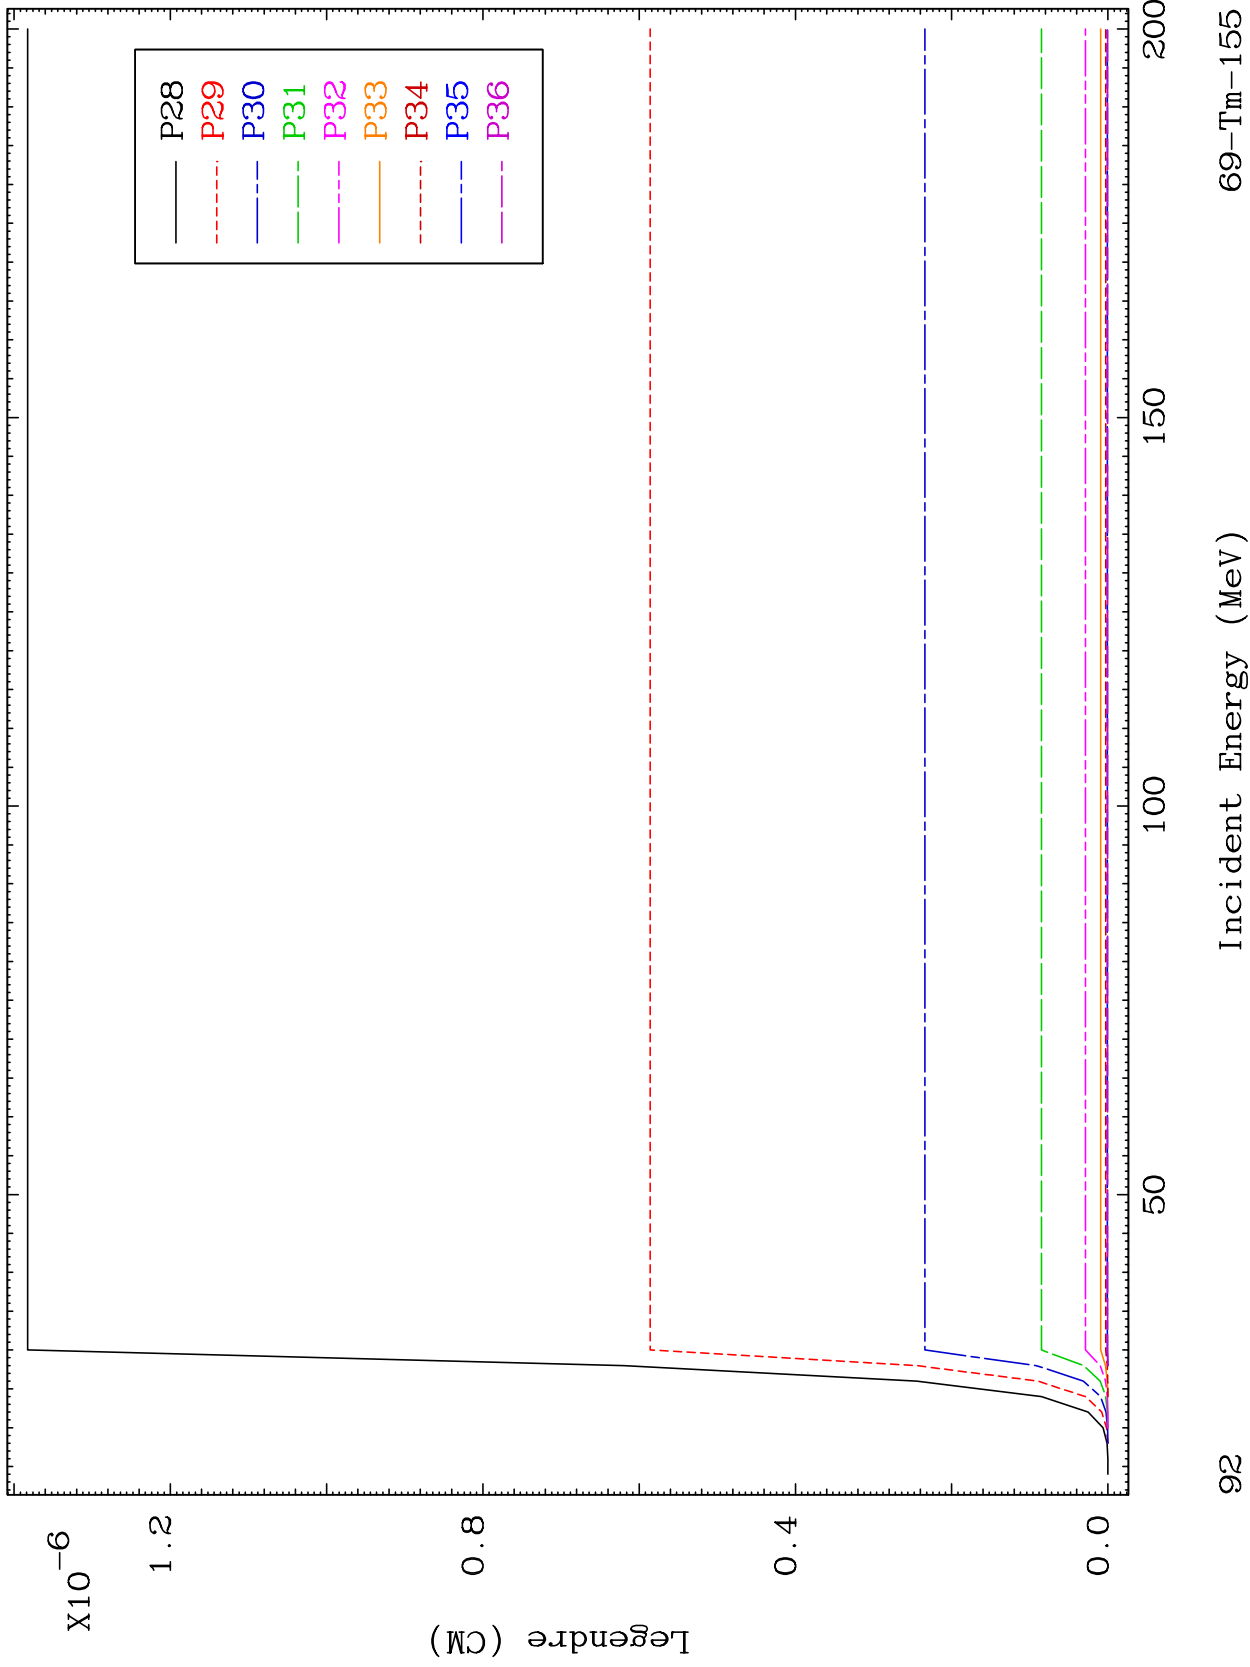 X10-6
1.2
0.8
0.4
0.0
Legendre (CM)
P28
P29
P30
P31
P32
P33
P34
P35
P36
50
100
150
200
Incident Energy (MeV)
92
69-Tm-155